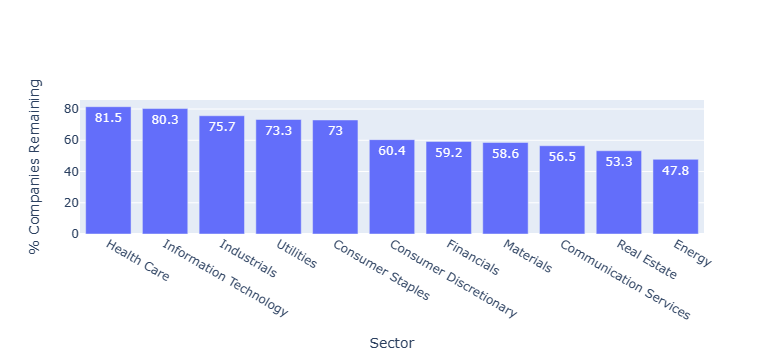 % Companies Remaining
80
60
40
20
0
81.5
80.3
75.7
73.3
73
60.4
59.2
58.6
56.5
53.3
47.8
Health Care
Information Technology
Industrials
Utilities
Consumer Staples
Consumer Discretionary
Financials
Materials
Communication Services
Real Estate
Energy
Sector